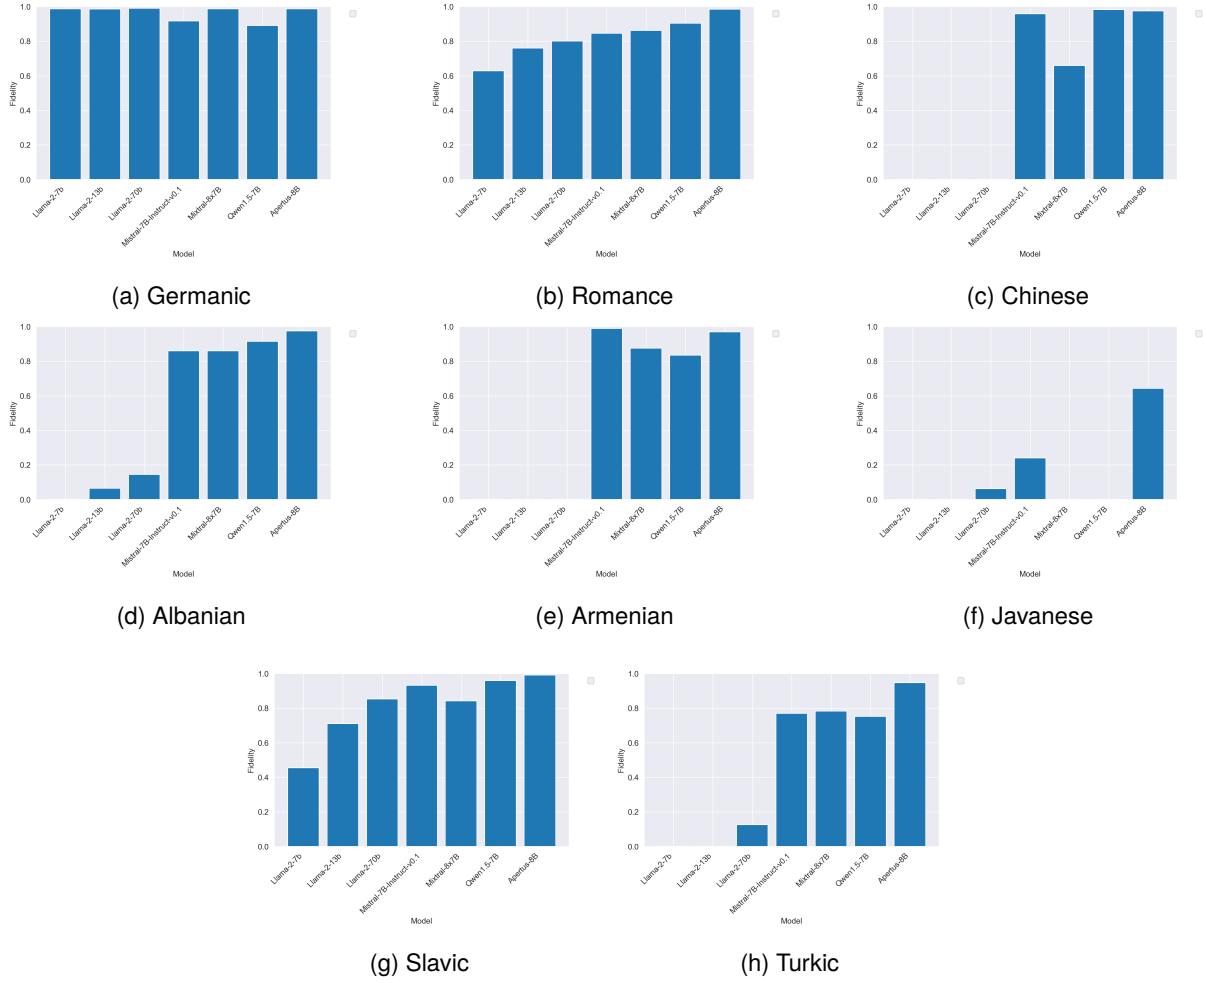 1.0
0.8
0.6
0.4
0.2
0.0
Fidelity
Llama-2-7b
Llama-2-13b
Llama-2-70b
Mistral-7B-Instruct-v0.1
Mixtral-8x7B
Qwen1.5-7B
Apertus-8B
Model
(a) Germanic
1.0
0.8
0.6
0.4
0.2
0.0
Fidelity
Llama-2-7b
Llama-2-13b
Llama-2-70b
Mistral-7B-Instruct-v0.1
Mixtral-8x7B
Qwen1.5-7B
Apertus-8B
Model
(b) Romance
1.0
0.8
0.6
0.4
0.2
0.0
Fidelity
Llama-2-7b
Llama-2-13b
Llama-2-70b
Mistral-7B-Instruct-v0.1
Mixtral-8x7B
Qwen1.5-7B
Apertus-8B
Model
(c) Chinese
1.0
0.8
0.6
0.4
0.2
0.0
Fidelity
Llama-2-7b
Llama-2-13b
Llama-2-70b
Mistral-7B-Instruct-v0.1
Mixtral-8x7B
Qwen1.5-7B
Apertus-8B
Model
(d) Albanian
1.0
0.8
0.6
0.4
0.2
0.0
Fidelity
Llama-2-7b
Llama-2-13b
Llama-2-70b
Mistral-7B-Instruct-v0.1
Mixtral-8x7B
Qwen1.5-7B
Apertus-8B
Model
(e) Armenian
1.0
0.8
0.6
0.4
0.2
0.0
Fidelity
Llama-2-7b
Llama-2-13b
Llama-2-70b
Mistral-7B-Instruct-v0.1
Mixtral-8x7B
Qwen1.5-7B
Apertus-8B
Model
(f) Javanese
1.0
0.8
0.6
0.4
0.2
0.0
Fidelity
Llama-2-7b
Llama-2-13b
Llama-2-70b
Mistral-7B-Instruct-v0.1
Mixtral-8x7B
Qwen1.5-7B
Apertus-8B
Model
(g) Slavic
1.0
0.8
0.6
0.4
0.2
0.0
Fidelity
Llama-2-7b
Llama-2-13b
Llama-2-70b
Mistral-7B-Instruct-v0.1
Mixtral-8x7B
Qwen1.5-7B
Apertus-8B
Model
(h) Turkic